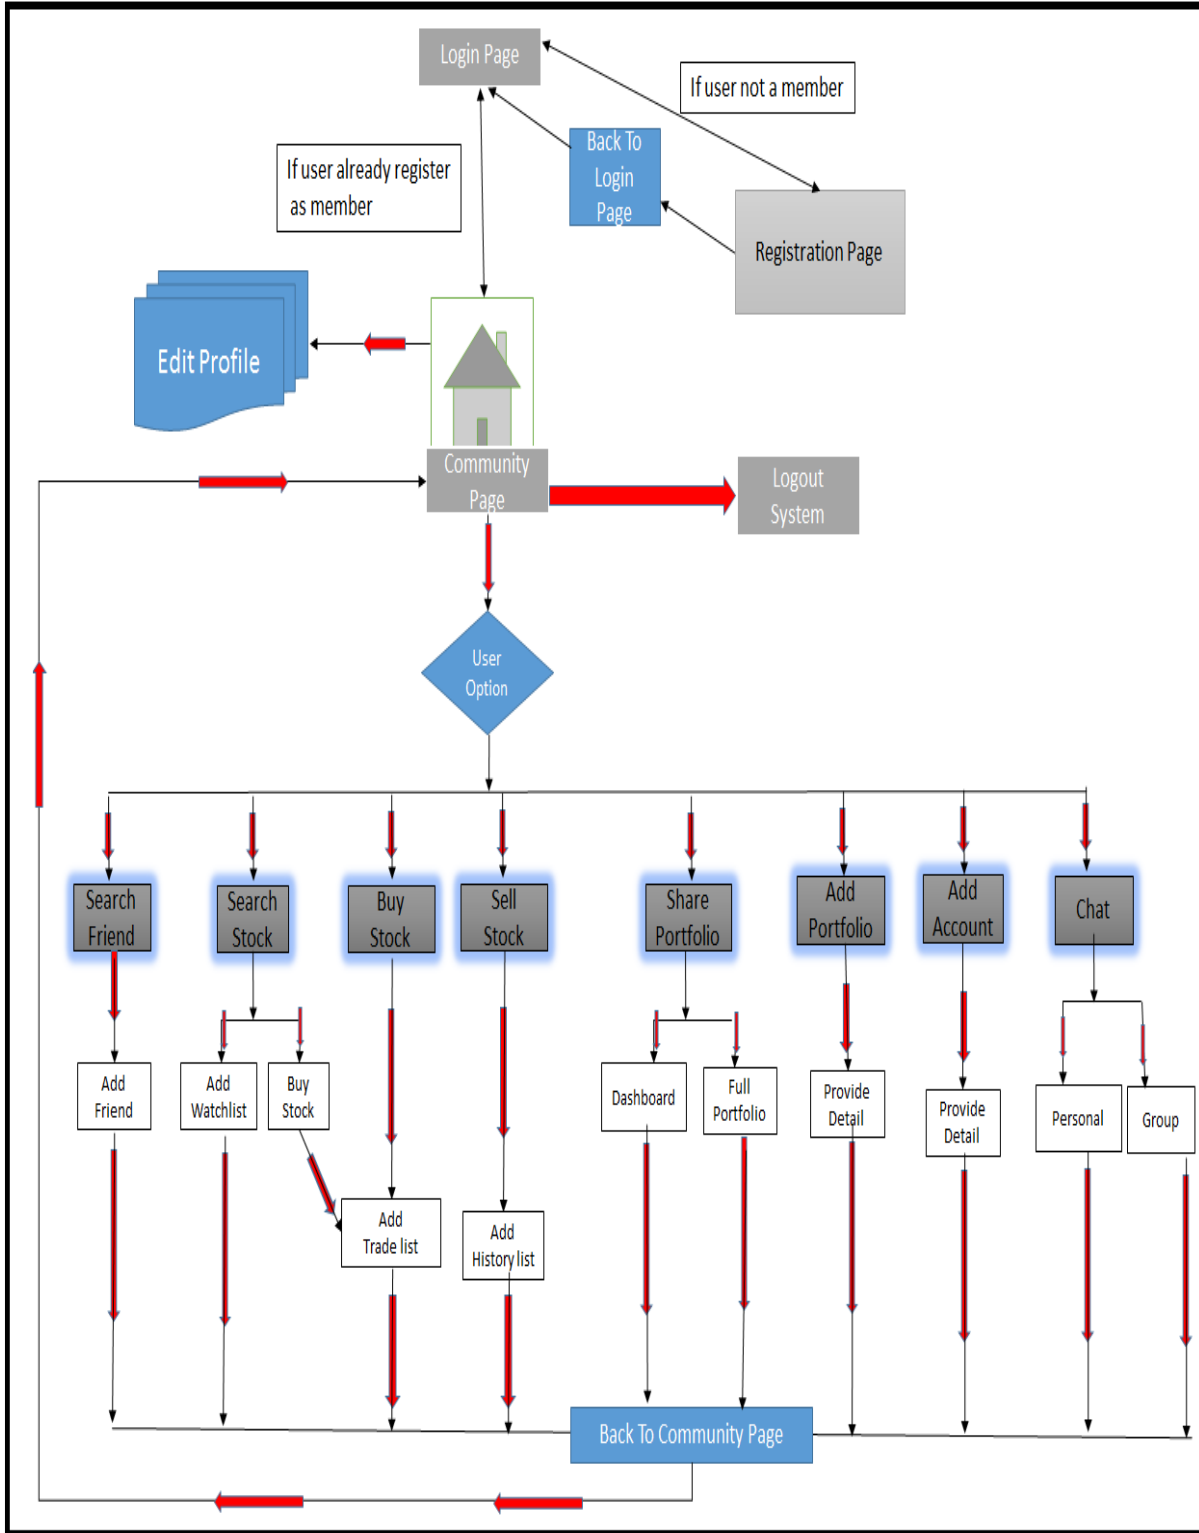 Login Page
If user not a member
Back To
Login
Page
If user already register
as member
Registration Page
Edit Profile
Community
Page
Logout
System
User
Option
Search
Friend
Search
Stock
Buy
Stock
Sell
Stock
Share
Portfolio
Add
Portfolio
Add
Account
Chat
Add
Friend
Add
Watchlist
Buy
Stock
Dashboard
Full
Portfolio
Provide
Detail
Provide
Detail
Personal
Group
Add
Trade list
Add
History list
Back To Community Page